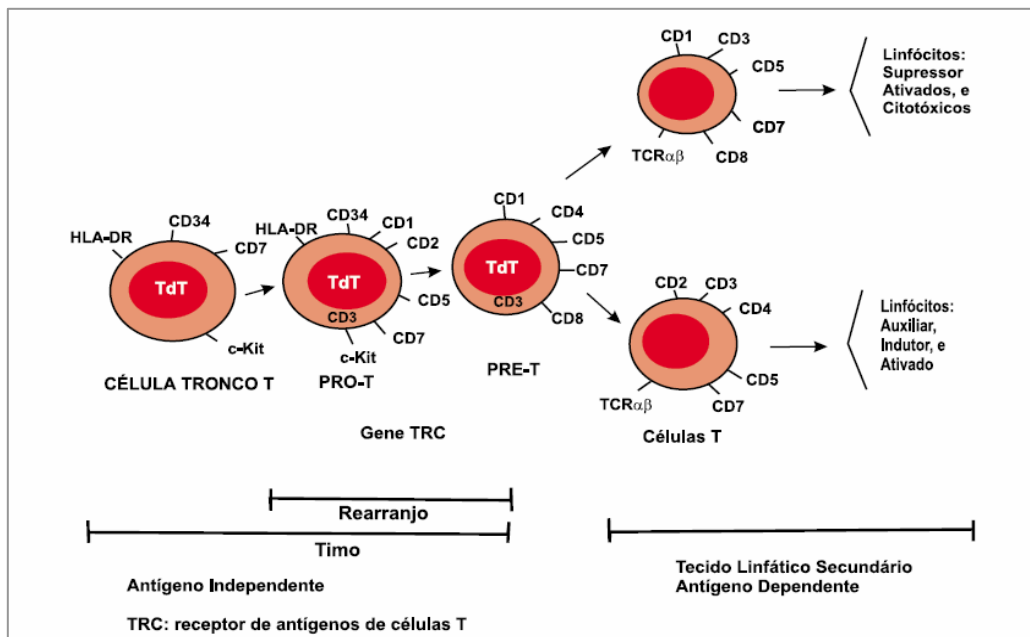 CD1
CD3
CD5
CD7
CD8
TCRαβ
Linfócitos:
Supressor
Ativados, e
Citotóxicos
HLA-DR
CD34
CD7
TdT
c-Kit
CÉLULA TRONCO T
HLA-DR
CD34
CD1
CD2
TdT
CD3
CD5
CD7
c-Kit
PRO-T
CD1
CD4
CD5
TdT
CD7
CD3
CD8
PRE-T
CD2
CD3
CD4
CD5
CD7
TCRαβ
Células T
Linfócitos:
Auxiliar,
Indutor, e
Ativado
Gene TRC
Rearranjo
Timo
Antígeno Independente
TRC: receptor de antígenos de células T
Tecido Linfático Secundário
Antígeno Dependente